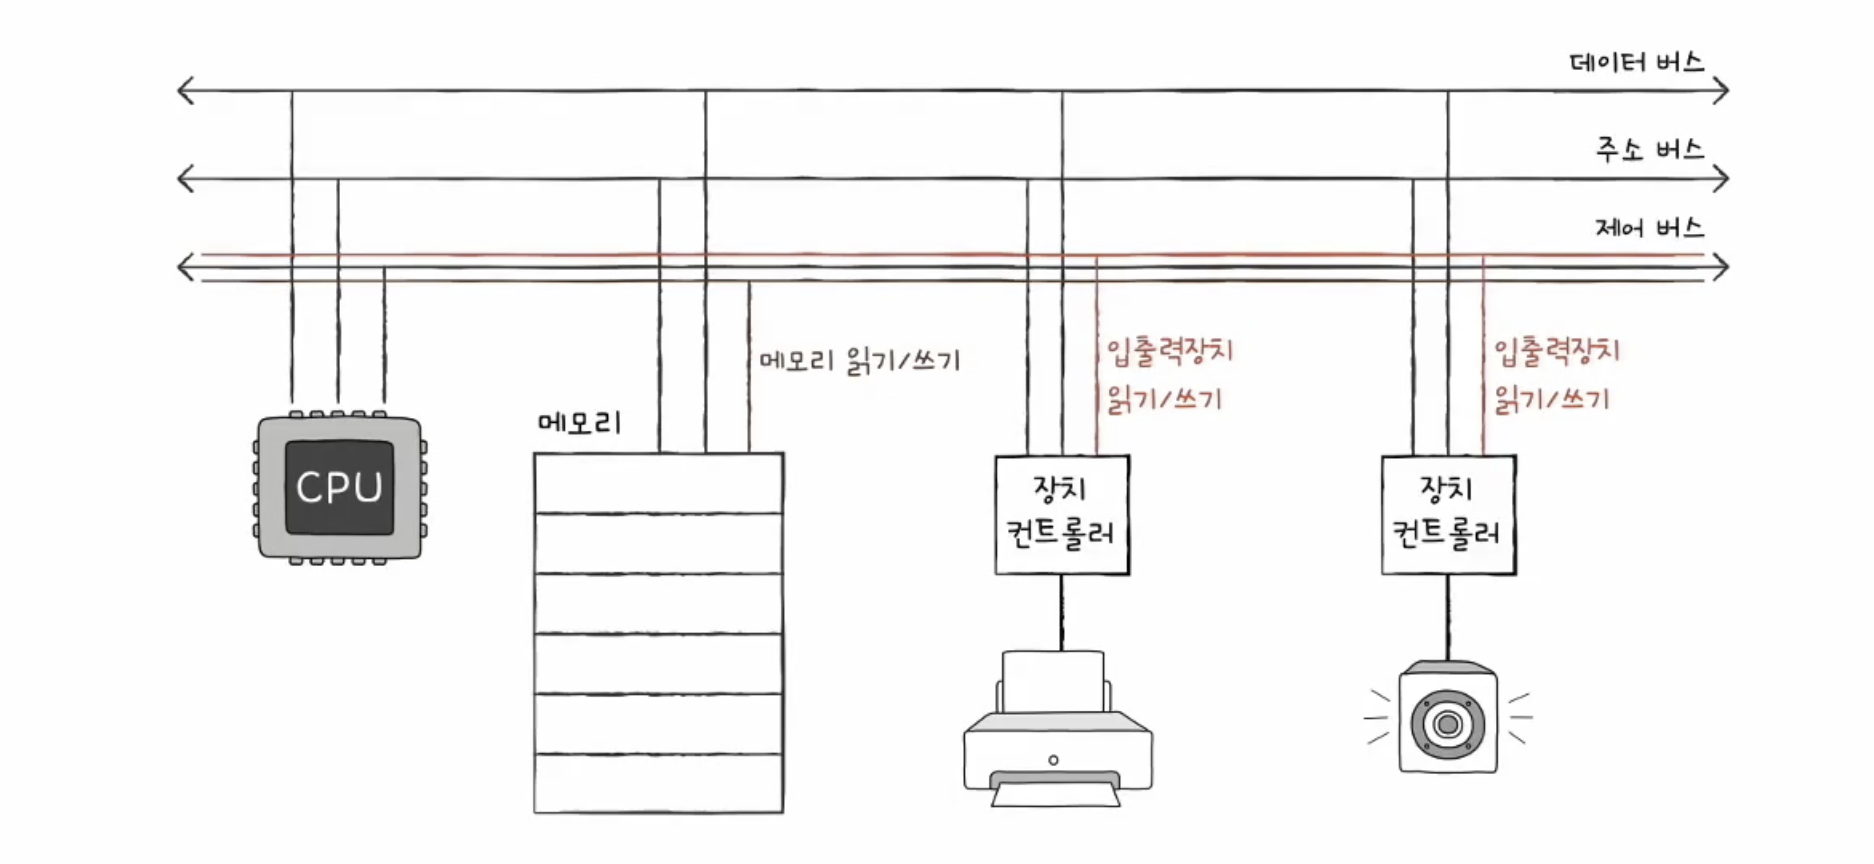 데이터 버스
주소 버스
제어 버스
메모리 읽기/쓰기
입출력장치
읽기/쓰기
입출력장치
읽기/쓰기
메모리
CPU
장치
컨트롤러
장치
컨트롤러